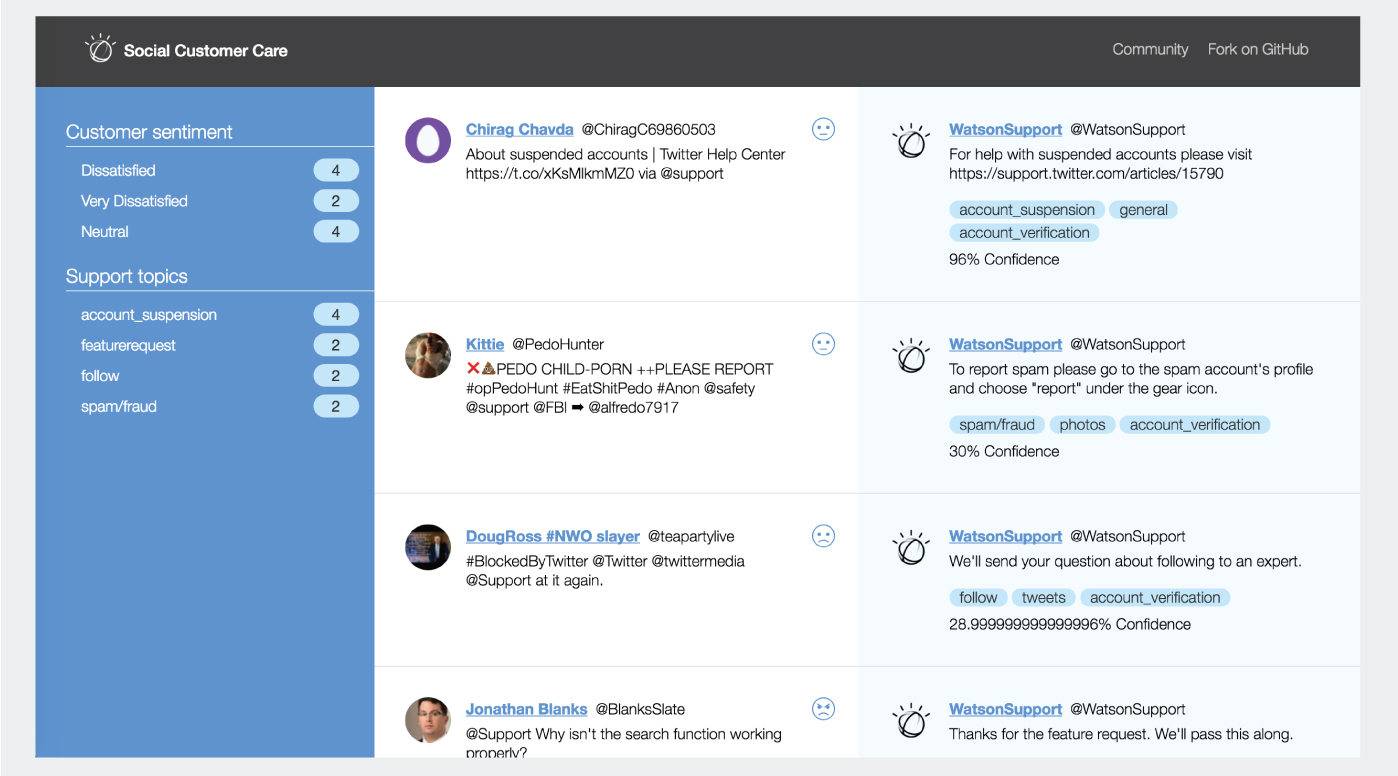 Social Customer Care
Community Fork on GitHub
Customer sentiment
Dissatisfied 4
Very Dissatisfied 2
Neutral 4
Support topics
account_suspension 4
featurerequest 2
follow 2
spam/fraud 2
Chirag Chavda @ChiragC69860503
About suspended accounts | Twitter Help Center
https://t.co/xKsMlkmMZ0 via @support
WatsonSupport @WatsonSupport
For help with suspended accounts please visit
https://support.twitter.com/articles/15790
account_suspension general
account_verification
96% Confidence
Kittie @PedoHunter
❌💩PEDO CHILD-PORN ++PLEASE REPORT
#opPedoHunt #EatShitPedo #Anon @safety
@support @FBI ➡ @alfredo7917
WatsonSupport @WatsonSupport
To report spam please go to the spam account's profile
and choose "report" under the gear icon.
spam/fraud photos account_verification
30% Confidence
DougRoss #NWO slayer @teapartylive
#BlockedByTwitter @Twitter @twittermedia
@Support at it again.
WatsonSupport @WatsonSupport
We'll send your question about following to an expert.
follow tweets account_verification
28.999999999999996% Confidence
Jonathan Blanks @BlanksSlate
@Support Why isn't the search function working
properly?
WatsonSupport @WatsonSupport
Thanks for the feature request. We'll pass this along.